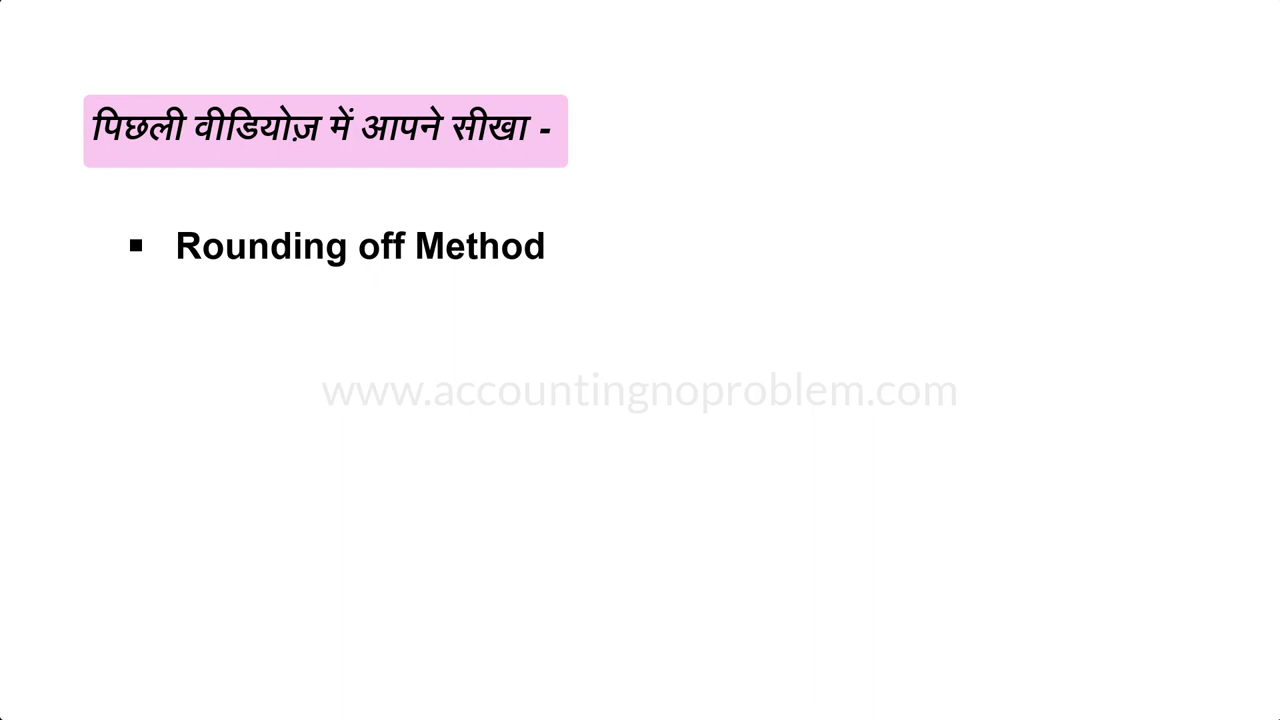 पिछली वीडियोज़ में आपने सीखा -
▪ Rounding off Method
www.accountingnoproblem.com